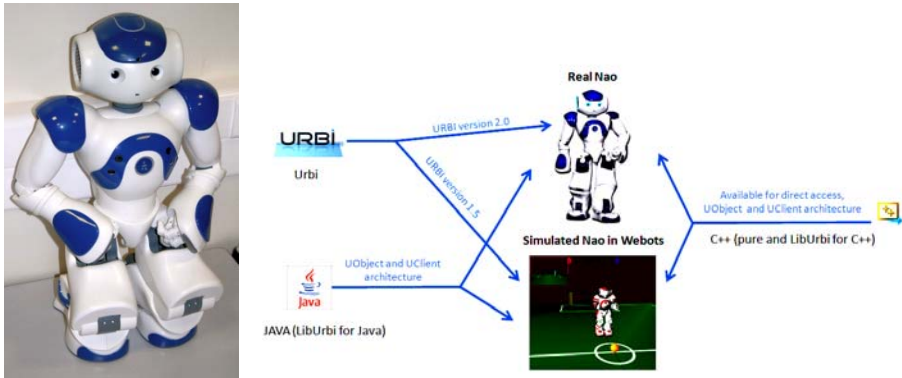 Real Nao
URBI version 2.0
URBI
Urbi
URBI version 1.5
Available for direct access,
UObject and UClient architecture
C++ (pure and LibUrbi for C++)
Simulated Nao in Webots
UObject and UClient
architecture
Java
JAVA (LibUrbi for Java)